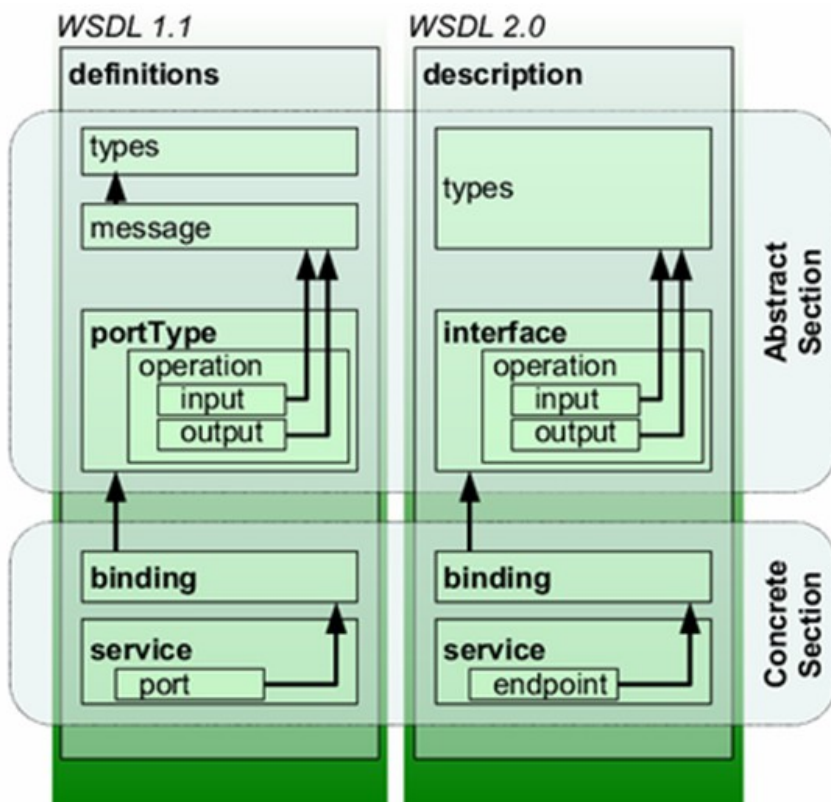 WSDL 1.1
definitions
types
message
portType
operation
input
output
binding
service
port
WSDL 2.0
description
types
interface
operation
input
output
binding
service
endpoint
Abstract
Section
Concrete
Section